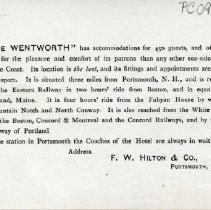 PC09
E WENTWORTH" has accommodations for 450 guests, and of
for the pleasure and comfort of its patrons than any other sea-side
e Coast. Its location is the best, and its fittings and appointments are
spect. It is situated three miles from Portsmouth, N. H., and is re
the Eastern Railway in two hours' ride from Boston, and is equa
land, Maine. It is four hours' ride from the Fabyan House by w
untain Notch and North Conway. It is also reached from the White
the Boston, Concord & Montreal and the Concord Railways, and by
way of Portland
e station in Portsmouth the Coaches of the Hotel are always in wait
Address
F. W. HILTON & CO.,
PORTSMOUTH,